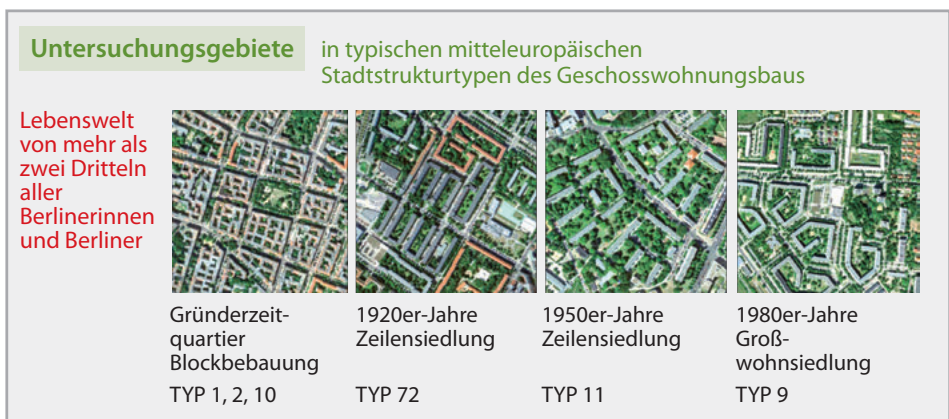 Untersuchungsgebiete
in typischen mitteleuropäischen
Stadtstrukturtypen des Geschosswohnungsbaus
Lebenswelt
von mehr als
zwei Dritteln
aller
Berlinerinnen
und Berliner
Gründerzeit-
quartier
Blockbebauung
TYP 1, 2, 10
1920er-Jahre
Zeilensiedlung
TYP 72
1950er-Jahre
Zeilensiedlung
TYP 11
1980er-Jahre
Groß-
wohnsiedlung
TYP 9